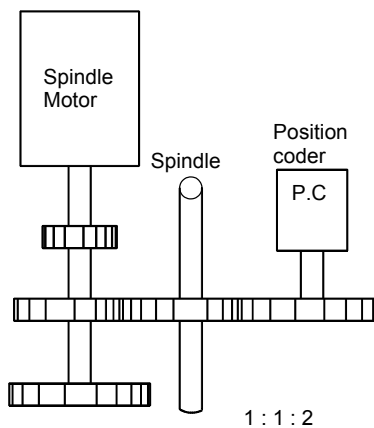 Spindle
Motor
Spindle
Position
coder
P.C
1 : 1 : 2